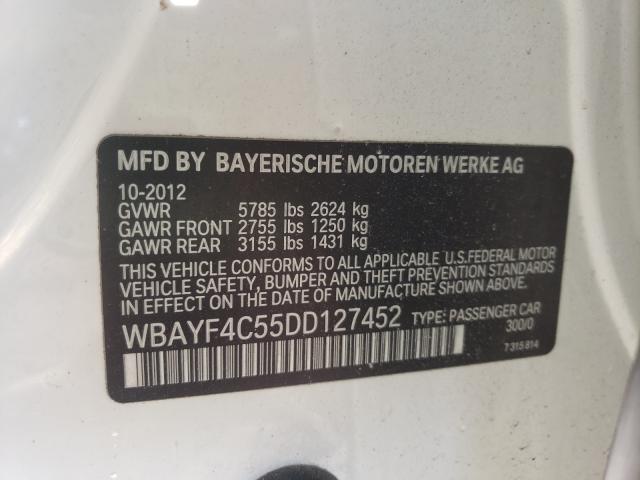 MFD BY BAYERISCHE MOTOREN WERKE AG
10-2012
GVWR 5785 lbs 2624 kg
GAWR FRONT 2755 lbs 1250 kg
GAWR REAR 3155 lbs 1431 kg
THIS VEHICLE CONFORMS TO ALL APPLICABLE U.S.FEDERAL MOTOR
VEHICLE SAFETY, BUMPER AND THEFT PREVENTION STANDARDS
IN EFFECT ON THE DATE OF MANUFACTURE SHOWN ABOVE.
WBAYF4C55DD127452 TYPE: PASSENGER CAR
300/0
7315814